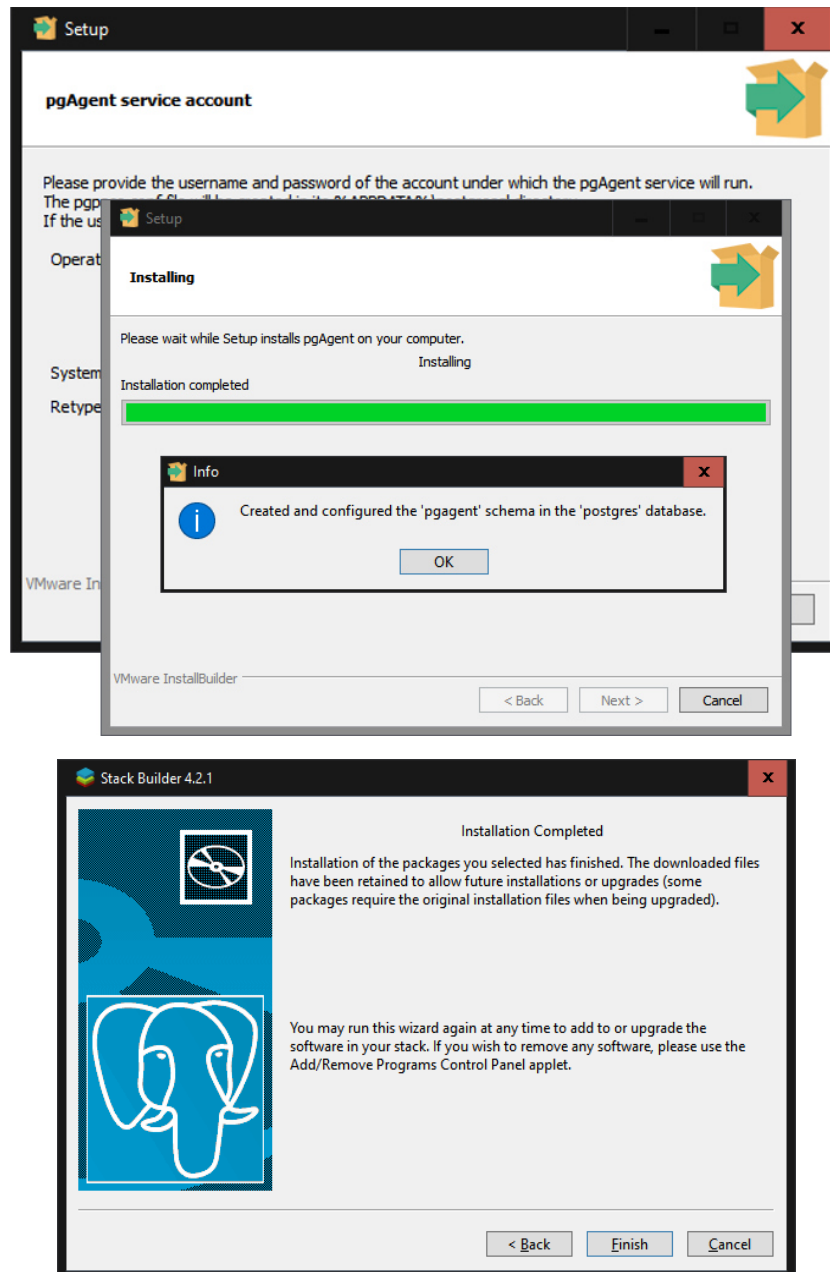 Setup
pgAgent service account
Please provide the username and password of the account under which the pgAgent service will run.
The
If the
Setup
Installing
Please wait while Setup installs pgAgent on your computer.
Installing
Installation completed
System
Retype
Info
Created and configured the 'pgagent' schema in the 'postgres' database.
OK
VMware
VMware InstallBuilder
< Back
Next >
Cancel
Stack Builder 4.2.1
Installation Completed
Installation of the packages you selected has finished. The downloaded files
have been retained to allow future installations or upgrades (some
packages require the original installation files when being upgraded).
You may run this wizard again at any time to add to or upgrade the
software in your stack. If you wish to remove any software, please use the
Add/Remove Programs Control Panel applet.
< Back
Finish
Cancel